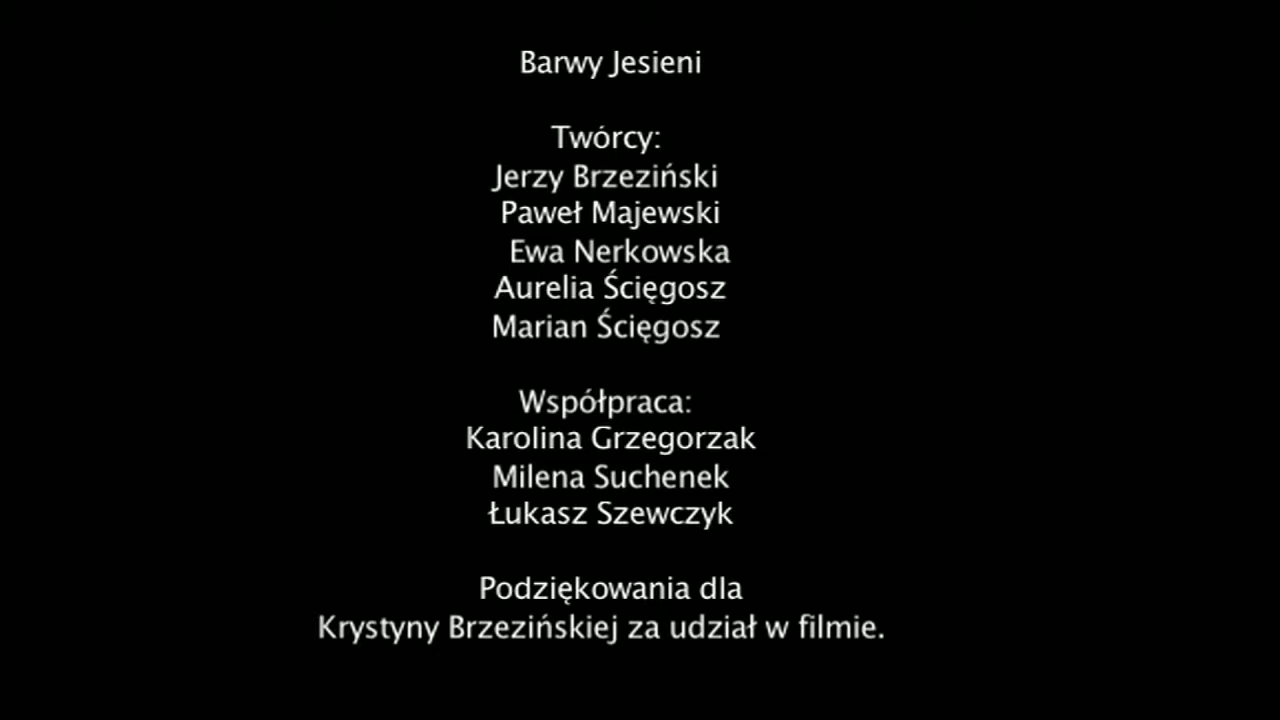 Barwy Jesieni
Twórcy:
Jerzy Brzeziński
Paweł Majewski
Ewa Nerkowska
Aurelia Ścięgosz
Marian Ścięgosz
Współpraca:
Karolina Grzegorzak
Milena Suchenek
Łukasz Szewczyk
Podziękowania dla
Krystyny Brzezińskiej za udział w filmie.